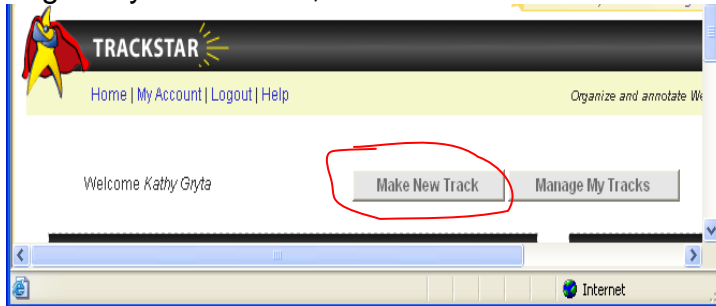 TRACKSTAR
Home | My Account | Logout | Help
Organize and annotate We
Welcome Kathy Gryta
Make New Track
Manage My Tracks
Internet